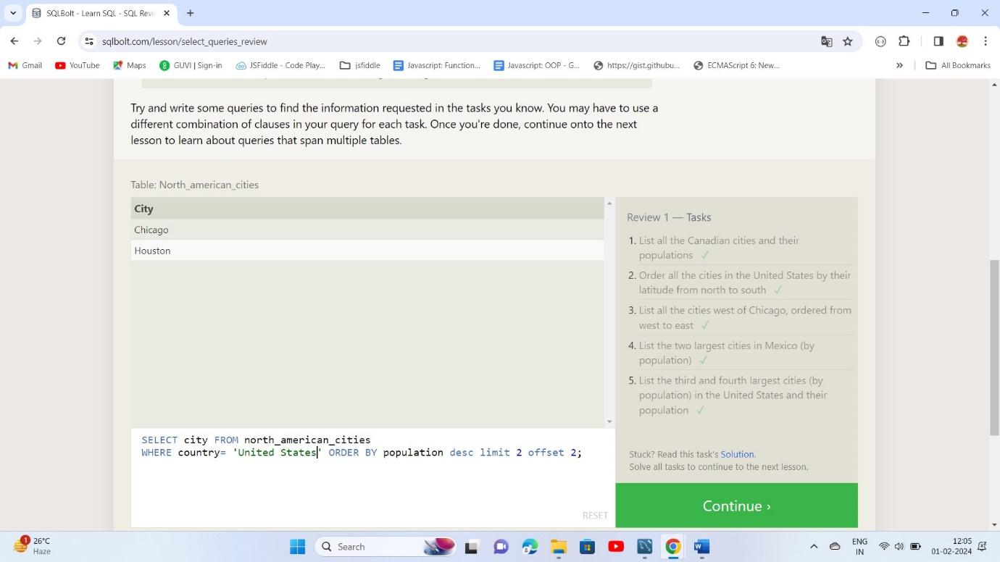 SQLBolt - Learn SQL - SQL Revi
sqlbolt.com/lesson/select_queries_review
Gmail
YouTube
Maps
GUVI | Sign-in
JSFiddle - Code Play...
jsfiddle
Javascript: Function...
Javascript: OOP - G...
https://gist.githubu...
ECMAScript 6: New...
»
All Bookmarks
Try and write some queries to find the information requested in the tasks you know. You may have to use a
different combination of clauses in your query for each task. Once you're done, continue onto the next
lesson to learn about queries that span multiple tables.
Table: North_american_cities
City
Chicago
Houston
SELECT city FROM north_american_cities
WHERE country= 'United States' ORDER BY population desc limit 2 offset 2;
RESET
Review 1 — Tasks
1. List all the Canadian cities and their
populations ✓
2. Order all the cities in the United States by their
latitude from north to south ✓
3. List all the cities west of Chicago, ordered from
west to east ✓
4. List the two largest cities in Mexico (by
population) ✓
5. List the third and fourth largest cities (by
population) in the United States and their
population ✓
Stuck? Read this task's Solution.
Solve all tasks to continue to the next lesson.
Continue ›
1
26°C
Haze
Search
ENG
IN
12:05
01-02-2024